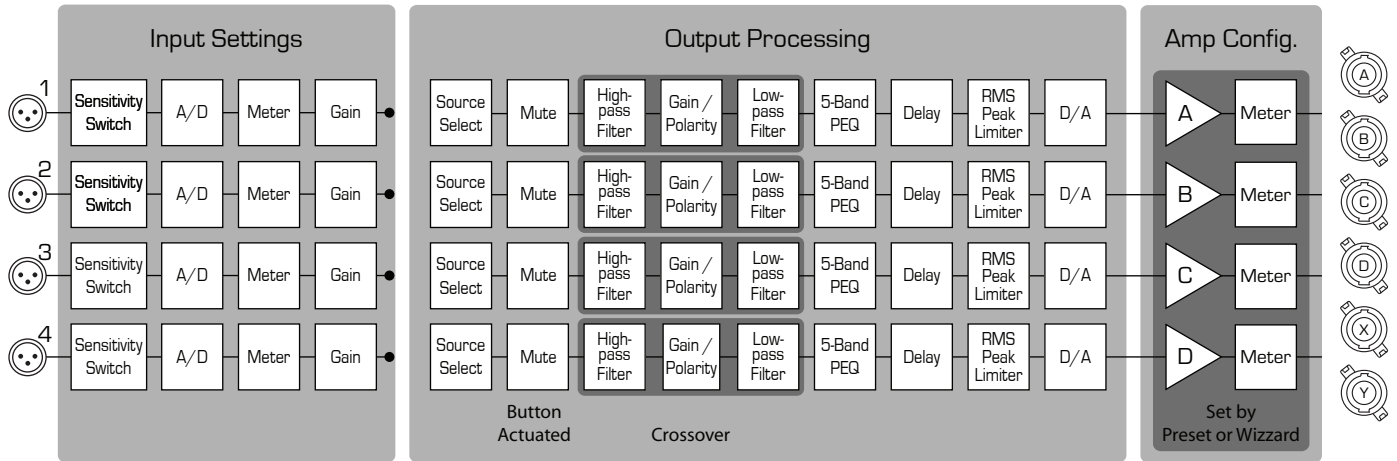 Input Settings
Output Processing
Amp Config.
1
Sensitivity
Switch
A/D
Meter
Gain
Source
Select
Mute
High-
pass
Filter
Gain /
Polarity
Low-
pass
Filter
5-Band
PEQ
Delay
RMS
Peak
Limiter
D/A
A
Meter
2
Sensitivity
Switch
A/D
Meter
Gain
Source
Select
Mute
High-
pass
Filter
Gain /
Polarity
Low-
pass
Filter
5-Band
PEQ
Delay
RMS
Peak
Limiter
D/A
B
Meter
3
Sensitivity
Switch
A/D
Meter
Gain
Source
Select
Mute
High-
pass
Filter
Gain /
Polarity
Low-
pass
Filter
5-Band
PEQ
Delay
RMS
Peak
Limiter
D/A
C
Meter
4
Sensitivity
Switch
A/D
Meter
Gain
Source
Select
Mute
High-
pass
Filter
Gain /
Polarity
Low-
pass
Filter
5-Band
PEQ
Delay
RMS
Peak
Limiter
D/A
D
Meter
Button
Actuated
Crossover
Set by
Preset or Wizzard
A
B
C
D
X
Y